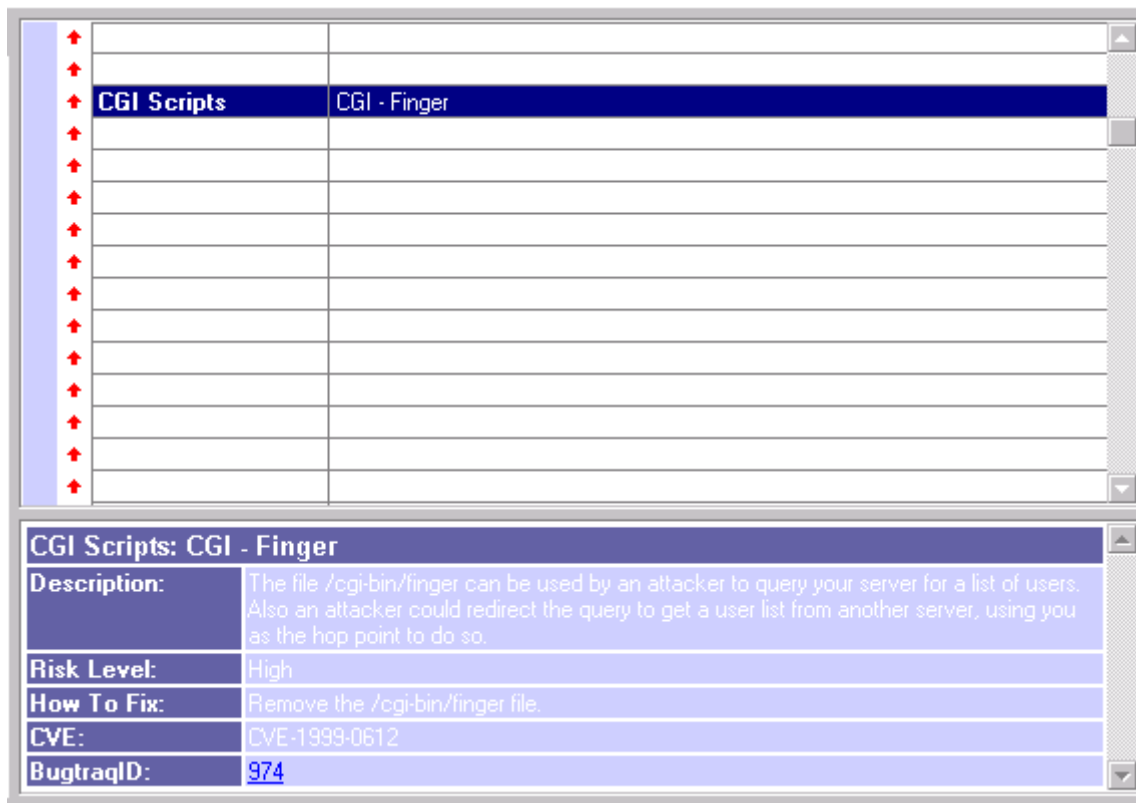 CGI Scripts CGI - Finger
CGI Scripts: CGI - Finger
Description: The file /cgi-bin/finger can be used by an attacker to query your server for a list of users.
Also an attacker could redirect the query to get a user list from another server, using you
as the hop point to do so.
Risk Level: High
How To Fix: Remove the /cgi-bin/finger file.
CVE: CVE-1999-0612
BugtraqID: 974